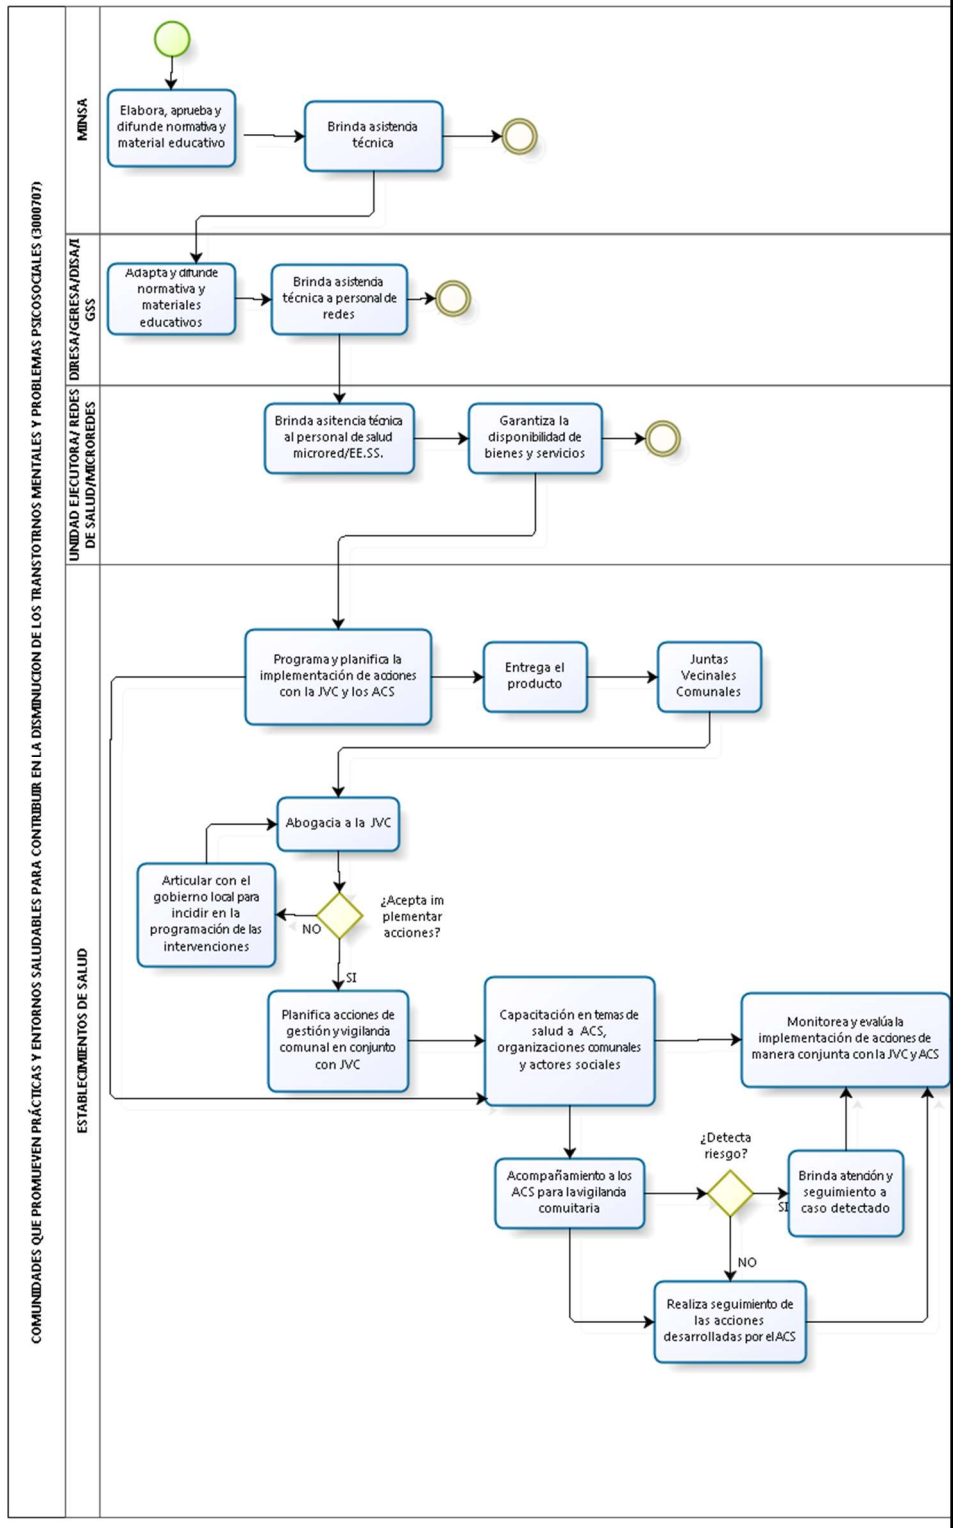 COMUNIDADES QUE PROMUEVEN PRÁCTICAS Y ENTORNOS SALUDABLES PARA CONTRIBUIR EN LA DISMINUCION DE LOS TRANSTOTRNOS MENTALES Y PROBLEMAS PSICOSOCIALES (3000707)
MINSA
Elabora, aprueba y
difunde normativa y
material educativo
Brinda asistencia
técnica
DIRESA/GERESA/DISA/I
GSS
Adapta y difunde
normativa y
materiales
educativos
Brinda asistencia
técnica a personal de
redes
UNIDAD EJECUTORA/ REDES
DE SALUD/MICROREDES
Brinda asitencia técnica
al personal de salud
microred/EE.SS.
Garantiza la
disponibilidad de
bienes y servicios
ESTABLECIMIENTOS DE SALUD
Programa y planifica la
implementación de acciones
con la JVC y los ACS
Entrega el
producto
Juntas
Vecinales
Comunales
Abogacia a la JVC
Articular con el
gobierno local para
incidir en la
programación de las
intervenciones
NO
¿Acepta im
plementar
acciones?
SI
Planifica acciones de
gestión y vigilancia
comunal en conjunto
con JVC
Capacitación en temas de
salud a ACS,
organizaciones comunales
y actores sociales
Monitorea y evalúa la
implementación de acciones de
manera conjunta con la JVC y ACS
Acompañamiento a los
ACS para la vigilancia
comuitaria
¿Detecta
riesgo?
SI
Brinda atención y
seguimiento a
caso detectado
NO
Realiza seguimiento de
las acciones
desarrolladas por el ACS